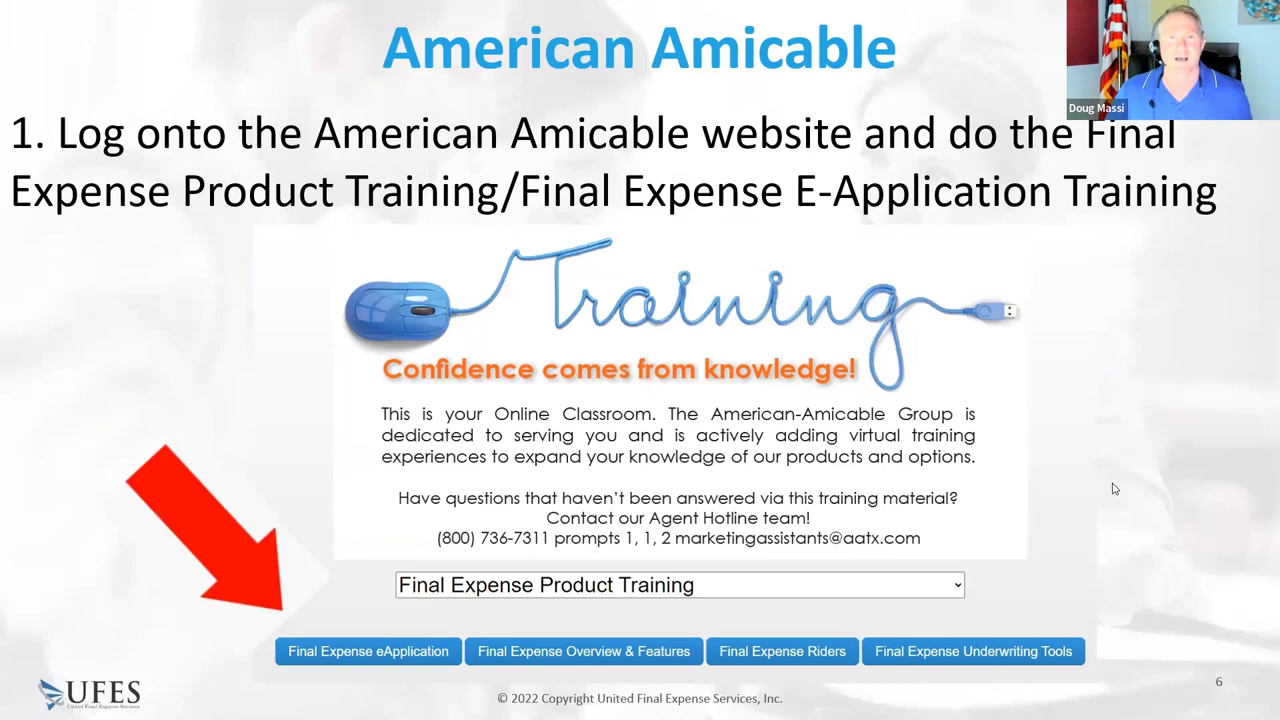 American Amicable
Doug Massi
1. Log onto the American Amicable website and do the Final
Expense Product Training/Final Expense E-Application Training
Training
Confidence comes from knowledge!
This is your Online Classroom. The American-Amicable Group is
dedicated to serving you and is actively adding virtual training
experiences to expand your knowledge of our products and options.
Have questions that haven't been answered via this training material?
Contact our Agent Hotline team!
(800) 736-7311 prompts 1, 1, 2 marketingassistants@aatx.com
Final Expense Product Training
Final Expense eApplication
Final Expense Overview & Features
Final Expense Riders
Final Expense Underwriting Tools
UFES
United Final Expense Services
© 2022 Copyright United Final Expense Services, Inc.
6